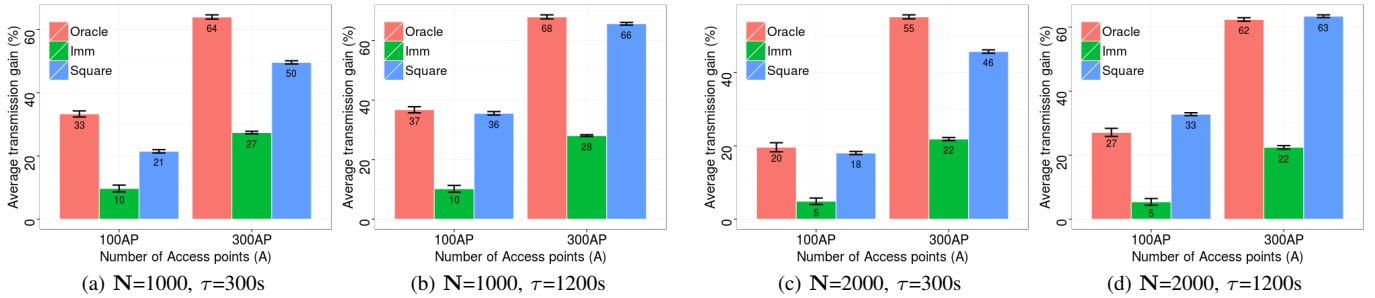 Average transmission gain (%)
0 20 40 60
Oracle
Imm
Square
33
10
21
64
27
50
100AP 300AP
Number of Access points (A)
(a) N=1000, τ=300s
Average transmission gain (%)
0 20 40 60
Oracle
Imm
Square
37
10
36
68
28
66
100AP 300AP
Number of Access points (A)
(b) N=1000, τ=1200s
Average transmission gain (%)
0 20 40
Oracle
Imm
Square
20
5
18
55
22
46
100AP 300AP
Number of Access points (A)
(c) N=2000, τ=300s
Average transmission gain (%)
0 20 40 60
Oracle
Imm
Square
27
5
33
62
22
63
100AP 300AP
Number of Access points (A)
(d) N=2000, τ=1200s